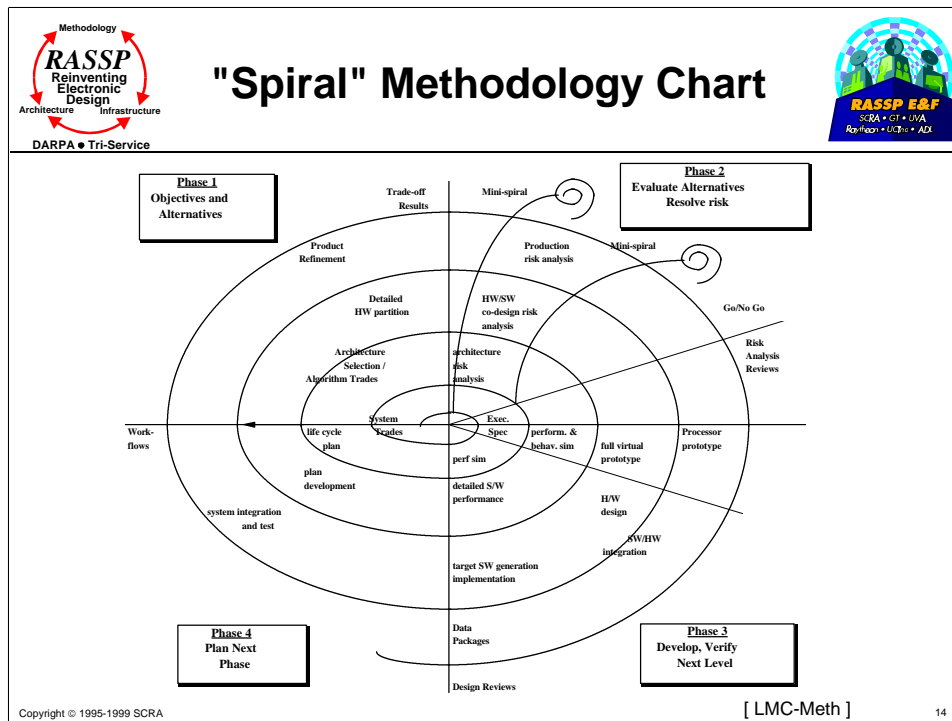 Methodology
RASSP
Reinventing
Electronic
Design
Architecture
Infrastructure
DARPA ● Tri-Service
"Spiral" Methodology Chart
RASSP E&F
SCRA • GT • UVA
Raytheon • UCInc • ADL
Phase 1
Objectives and
Alternatives
Trade-off
Results
Mini-spiral
Phase 2
Evaluate Alternatives
Resolve risk
Product
Refinement
Production
risk analysis
Mini-spiral
Detailed
HW partition
HW/SW
co-design risk
analysis
Go/No Go
Risk
Analysis
Reviews
Architecture
Selection /
Algorithm Trades
architecture
risk
analysis
System
Trades
Exec.
Spec
Work-
flows
life cycle
plan
perform. &
behav. sim
full virtual
prototype
Processor
prototype
perf sim
plan
development
detailed S/W
performance
H/W
design
system integration
and test
SW/HW
integration
target SW generation
implementation
Phase 4
Plan Next
Phase
Data
Packages
Phase 3
Develop, Verify
Next Level
Design Reviews
Copyright © 1995-1999 SCRA
[ LMC-Meth ]
14